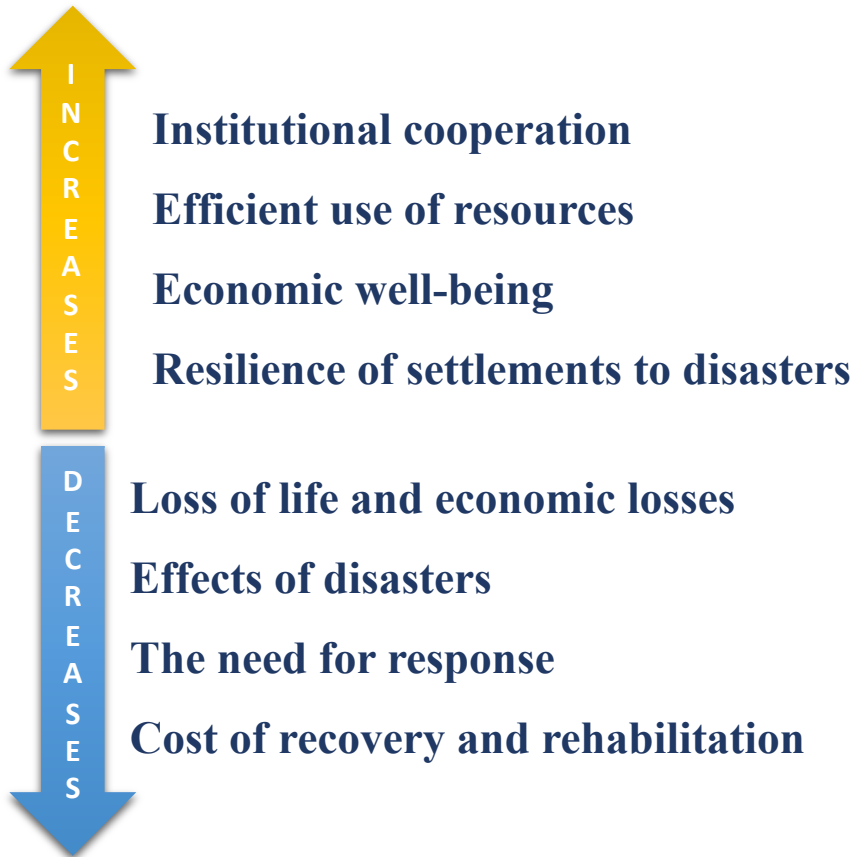 INCREASES
Institutional cooperation
Efficient use of resources
Economic well-being
Resilience of settlements to disasters
DECREASES
Loss of life and economic losses
Effects of disasters
The need for response
Cost of recovery and rehabilitation